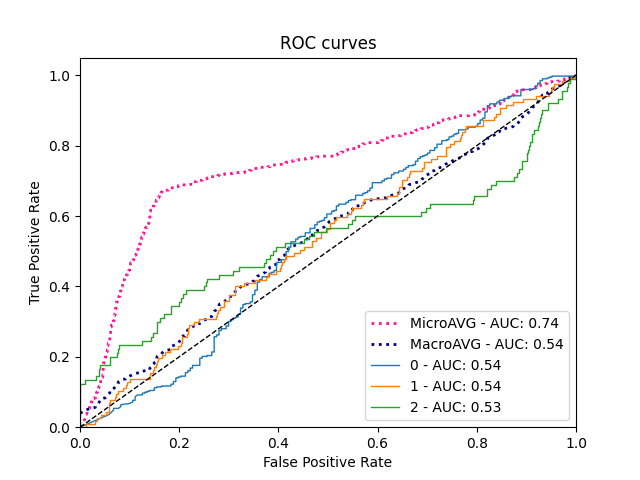 ROC curves
True Positive Rate
1.0
0.8
0.6
0.4
0.2
0.0
MicroAVG - AUC: 0.74
MacroAVG - AUC: 0.54
0 - AUC: 0.54
1 - AUC: 0.54
2 - AUC: 0.53
0.0 0.2 0.4 0.6 0.8 1.0
False Positive Rate